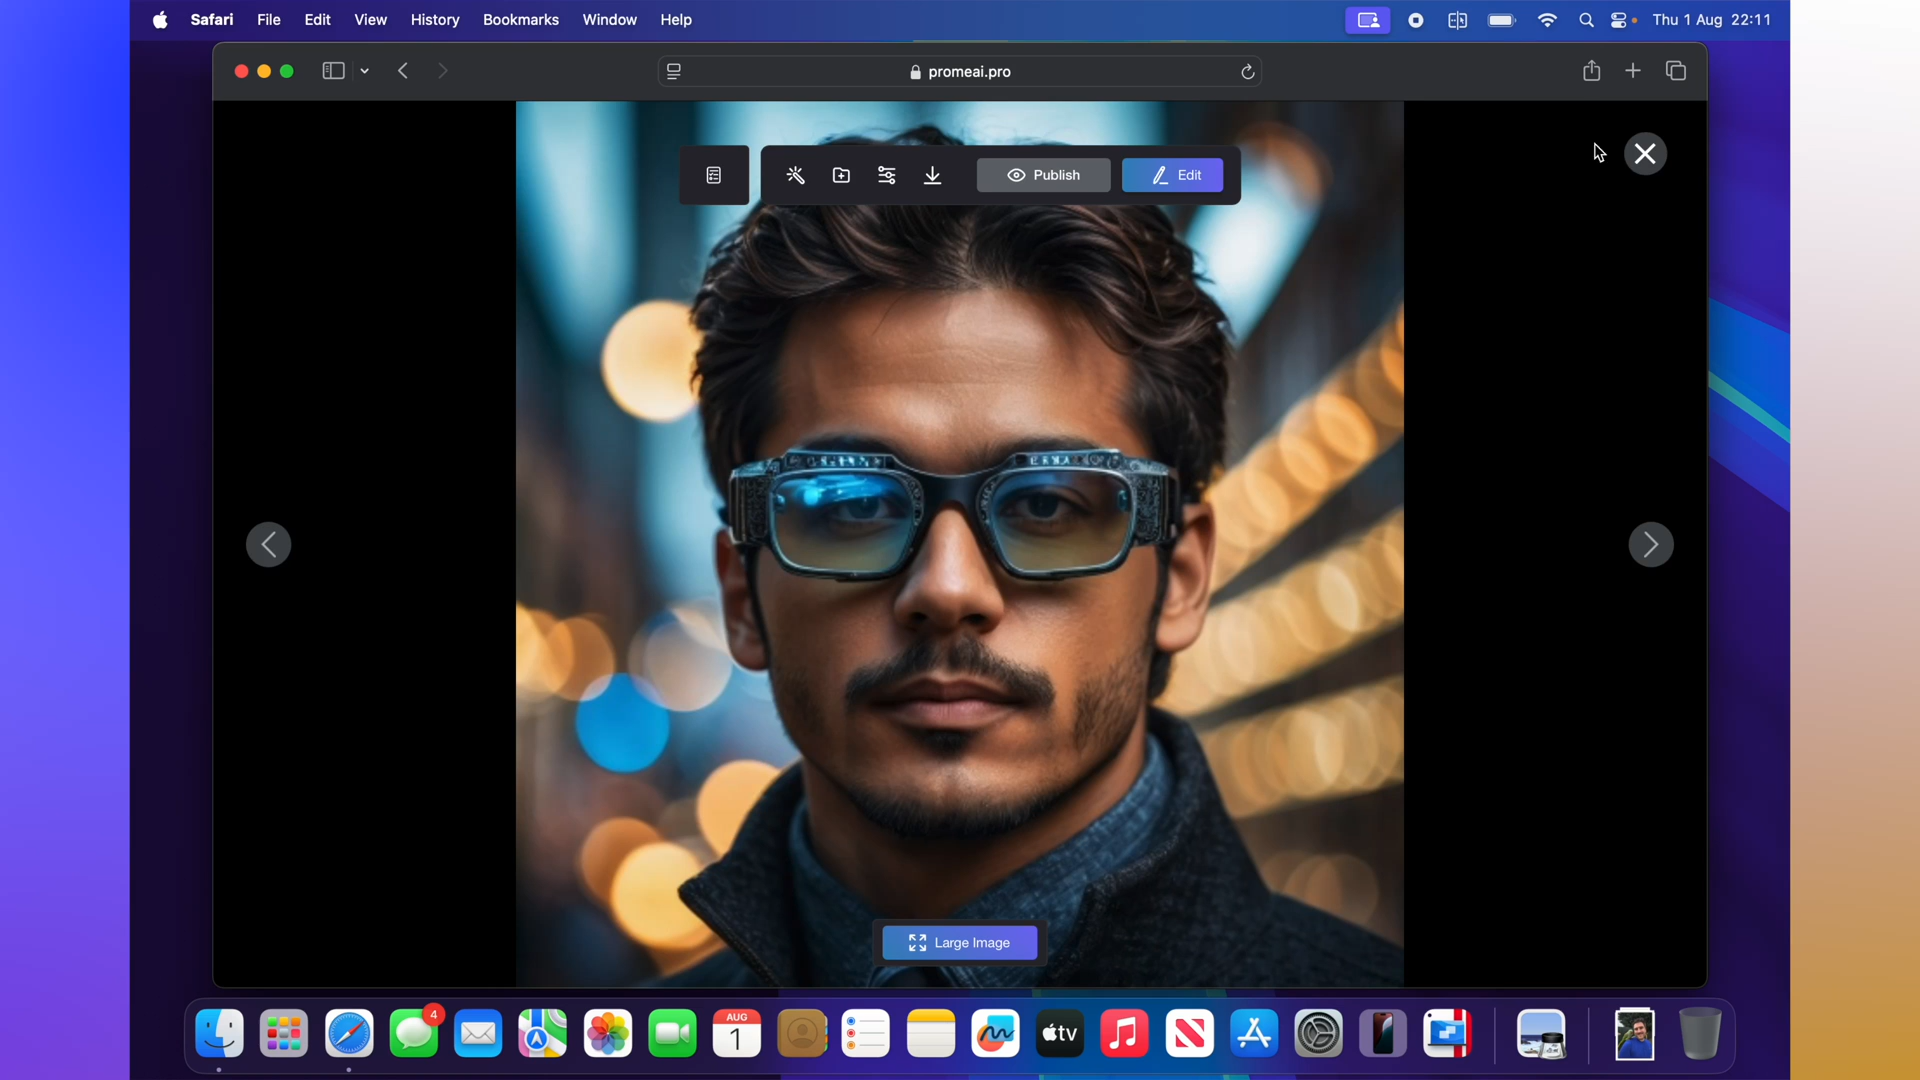 Safari File Edit View History Bookmarks Window Help Thu 1 Aug 22:11
promeai.pro
Publish Edit
Large Image
4
AUG
1
tv